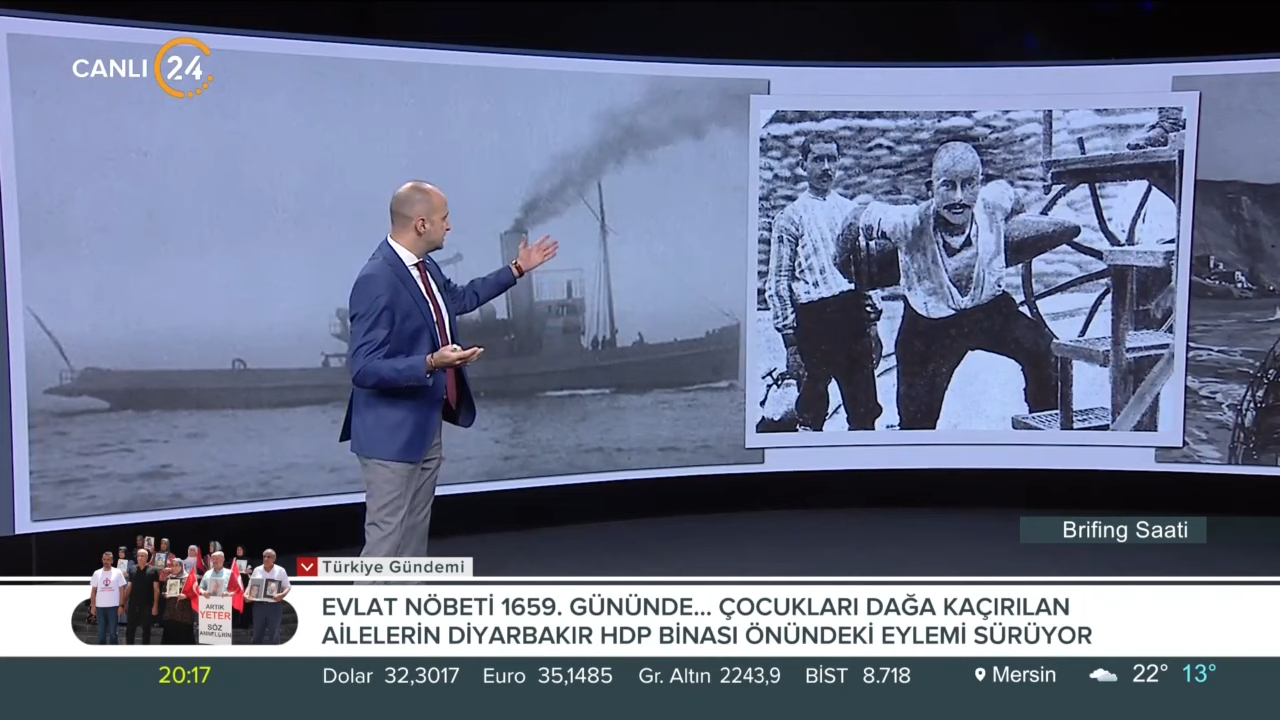 CANLI 24
Brifing Saati
Türkiye Gündemi
ARTIK
YETER
SÖZ
ANNELERİN
EVLAT NÖBETİ 1659. GÜNÜNDE... ÇOCUKLARI DAĞA KAÇIRILAN
AİLELERİN DİYARBAKIR HDP BİNASI ÖNÜNDEKİ EYLEMİ SÜRÜYOR
20:17 Dolar 32,3017 Euro 35,1485 Gr. Altın 2243,9 BİST 8.718 Mersin 22° 13°